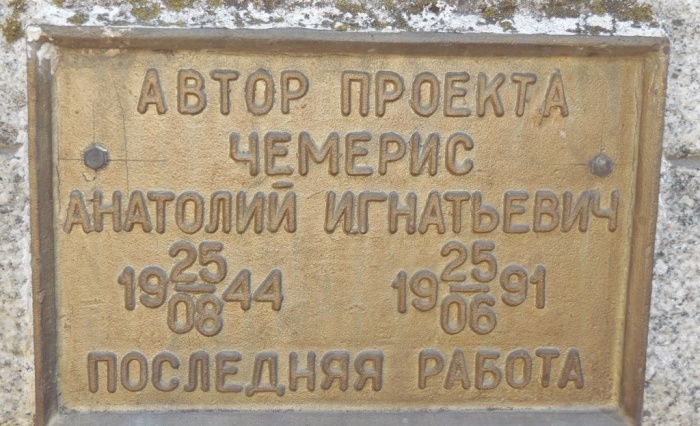 АВТОР ПРОЕКТА
ЧЕМЕРИС
АНАТОЛИЙ ИГНАТЬЕВИЧ
19 25/08 44 19 25/06 91
ПОСЛЕДНЯЯ РАБОТА